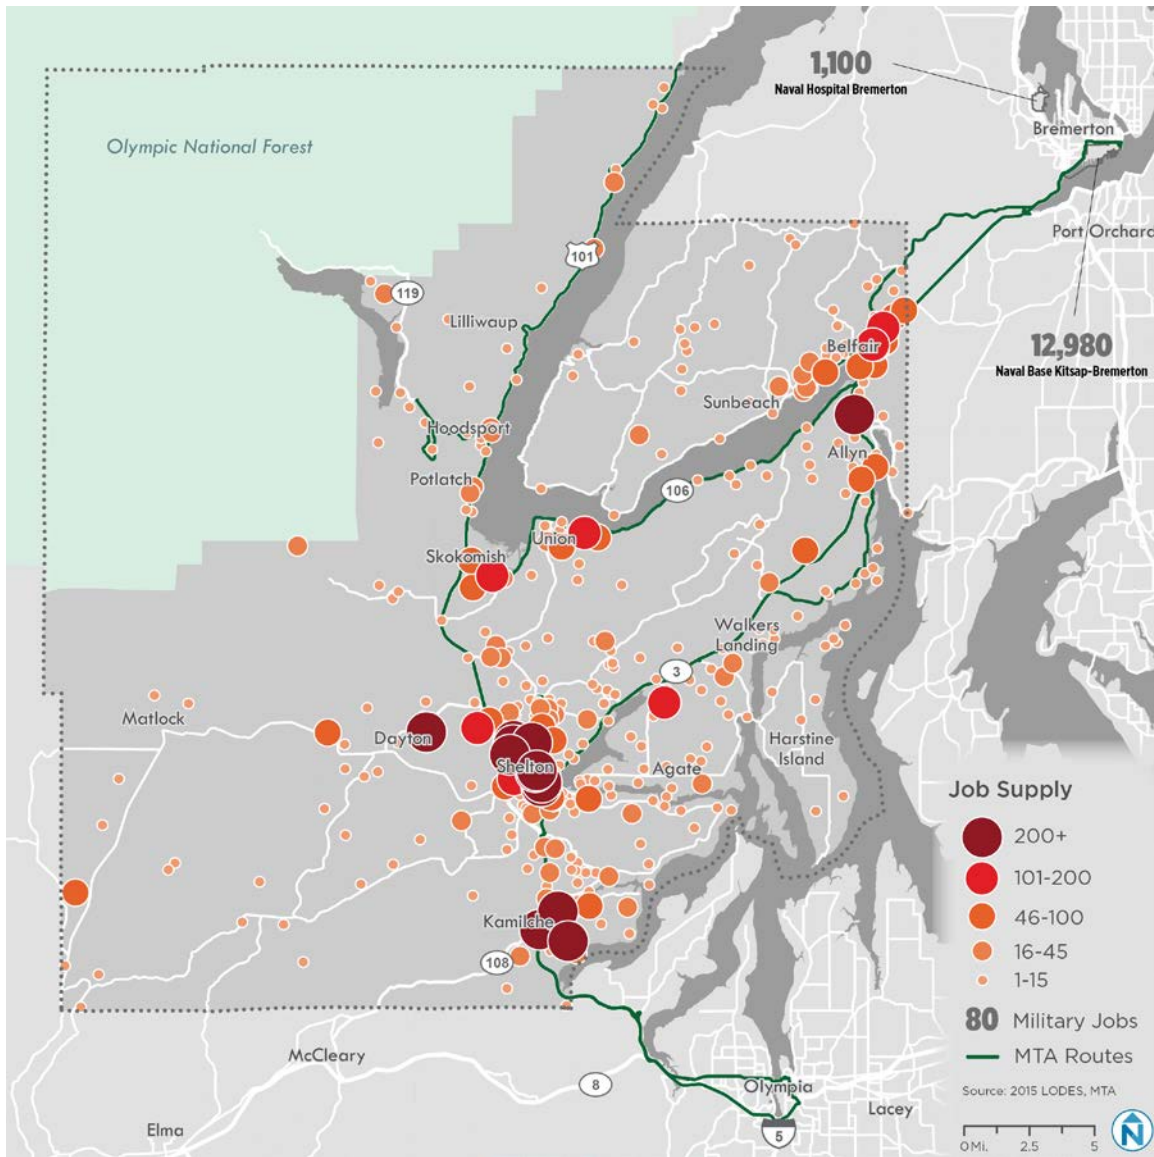 1,100
Naval Hospital Bremerton
Bremerton
Olympic National Forest
Port Orchard
101
119
Lilliwaup
Belfair
12,980
Naval Base Kitsap-Bremerton
Sunbeach
Hoodsport
Allyn
Potlatch
106
Union
Skokomish
Walkers
Landing
3
Matlock
Dayton
Harstine
Island
Shelton
Agate
Kamilche
108
McCleary
8
Olympia
Lacey
Elma
5
Job Supply
200+
101-200
46-100
16-45
1-15
80 Military Jobs
MTA Routes
Source: 2015 LODES, MTA
0 Mi. 2.5 5
N